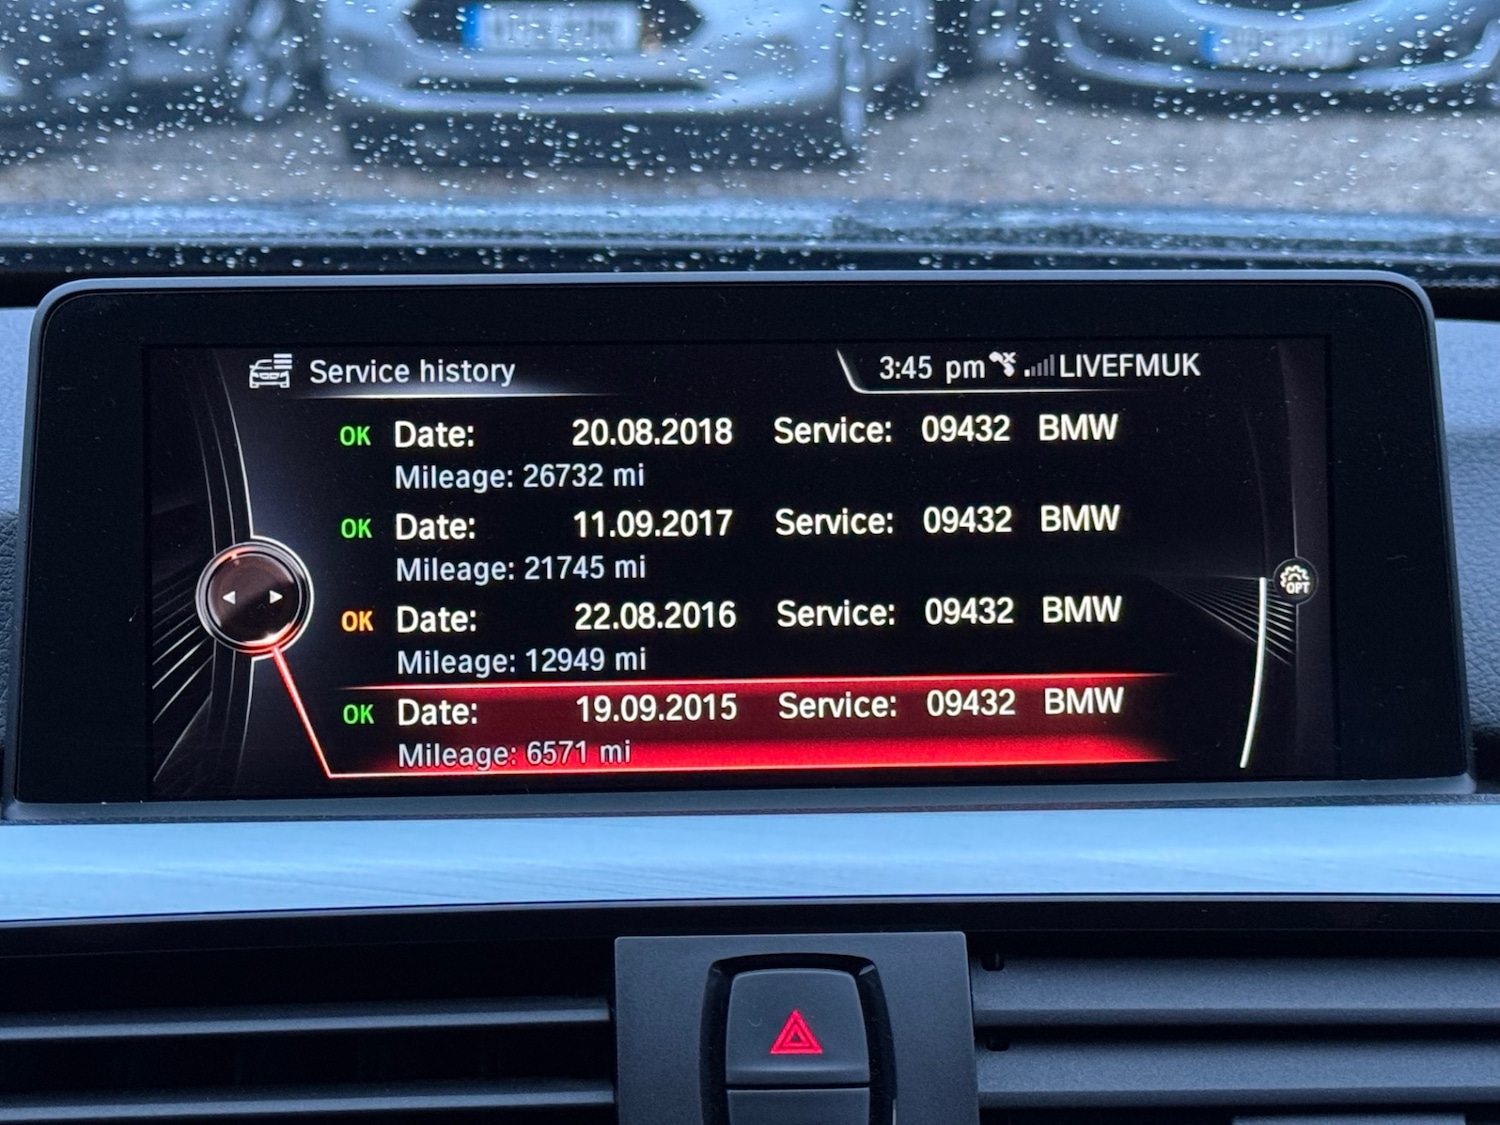 Service history 3:45 pm LIVEFMUK
OK Date: 20.08.2018 Service: 09432 BMW
Mileage: 26732 mi
OK Date: 11.09.2017 Service: 09432 BMW
Mileage: 21745 mi
OK Date: 22.08.2016 Service: 09432 BMW
Mileage: 12949 mi
OK Date: 19.09.2015 Service: 09432 BMW
Mileage: 6571 mi
OPT